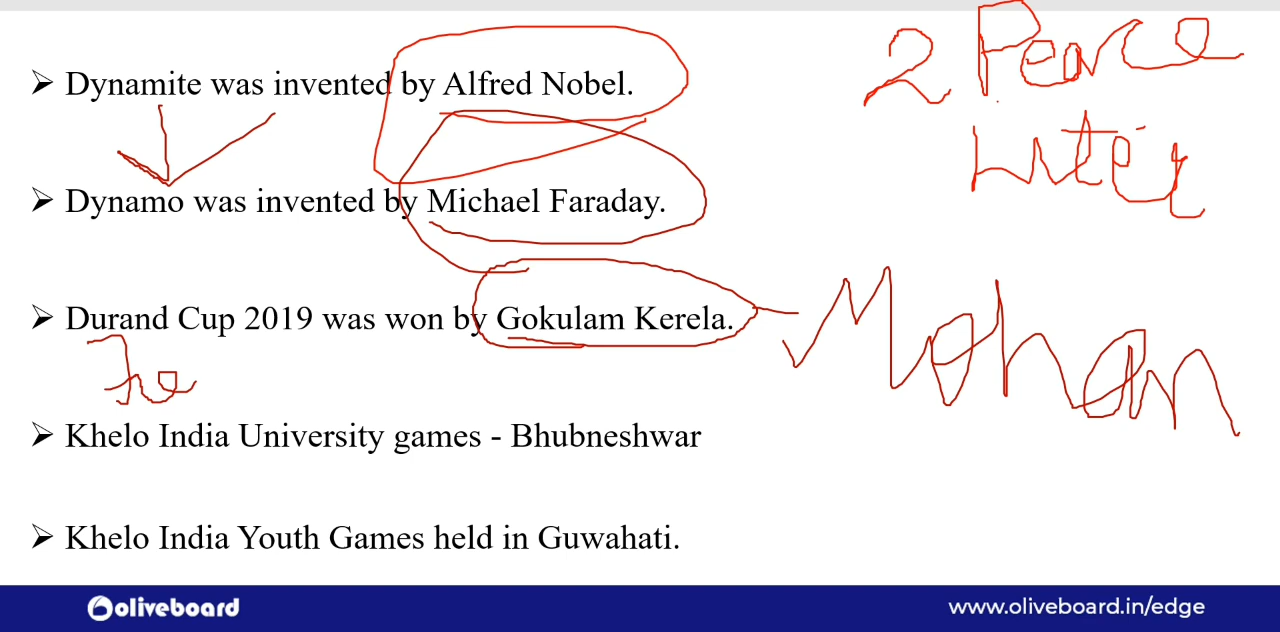 2 Peace
➢ Dynamite was invented by Alfred Nobel.
➢ Dynamo was invented by Michael Faraday.
➢ Durand Cup 2019 was won by Gokulam Kerela.
Mohan
➢ Khelo India University games - Bhubneshwar
➢ Khelo India Youth Games held in Guwahati.
oliveboard
www.oliveboard.in/edge